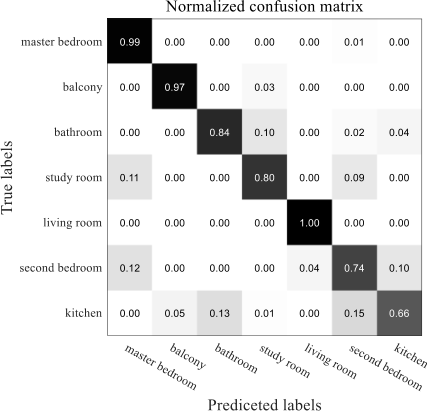 Normalized confusion matrix
True labels
master bedroom 0.99 0.00 0.00 0.00 0.00 0.01 0.00
balcony 0.00 0.97 0.00 0.03 0.00 0.00 0.00
bathroom 0.00 0.00 0.84 0.10 0.00 0.02 0.04
study room 0.11 0.00 0.00 0.80 0.00 0.09 0.00
living room 0.00 0.00 0.00 0.00 1.00 0.00 0.00
second bedroom 0.12 0.00 0.00 0.00 0.04 0.74 0.10
kitchen 0.00 0.05 0.13 0.01 0.00 0.15 0.66
master bedroom balcony bathroom study room living room second bedroom kitchen
Prediceted labels